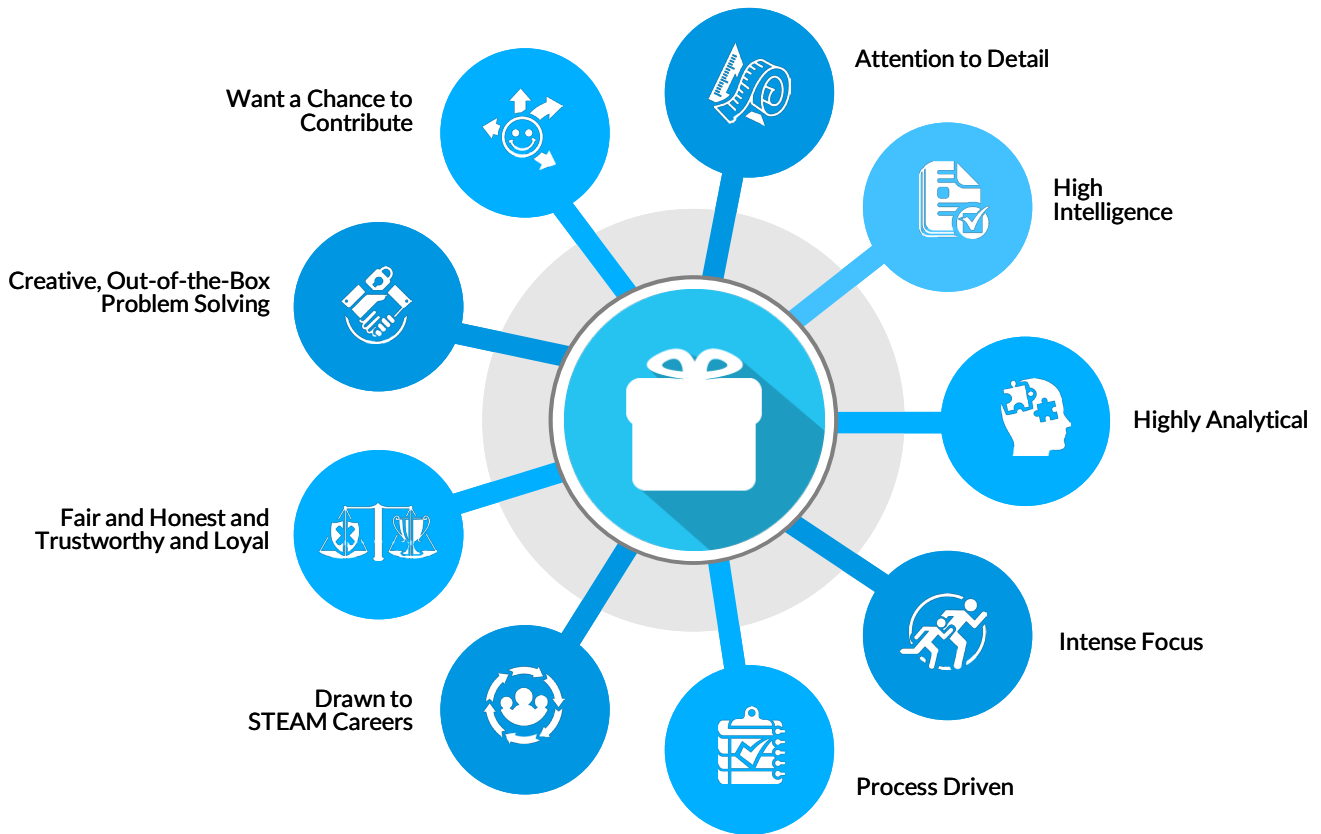 Attention to Detail
High
Intelligence
Highly Analytical
Intense Focus
Process Driven
Drawn to
STEAM Careers
Fair and Honest and
Trustworthy and Loyal
Creative, Out-of-the-Box
Problem Solving
Want a Chance to
Contribute